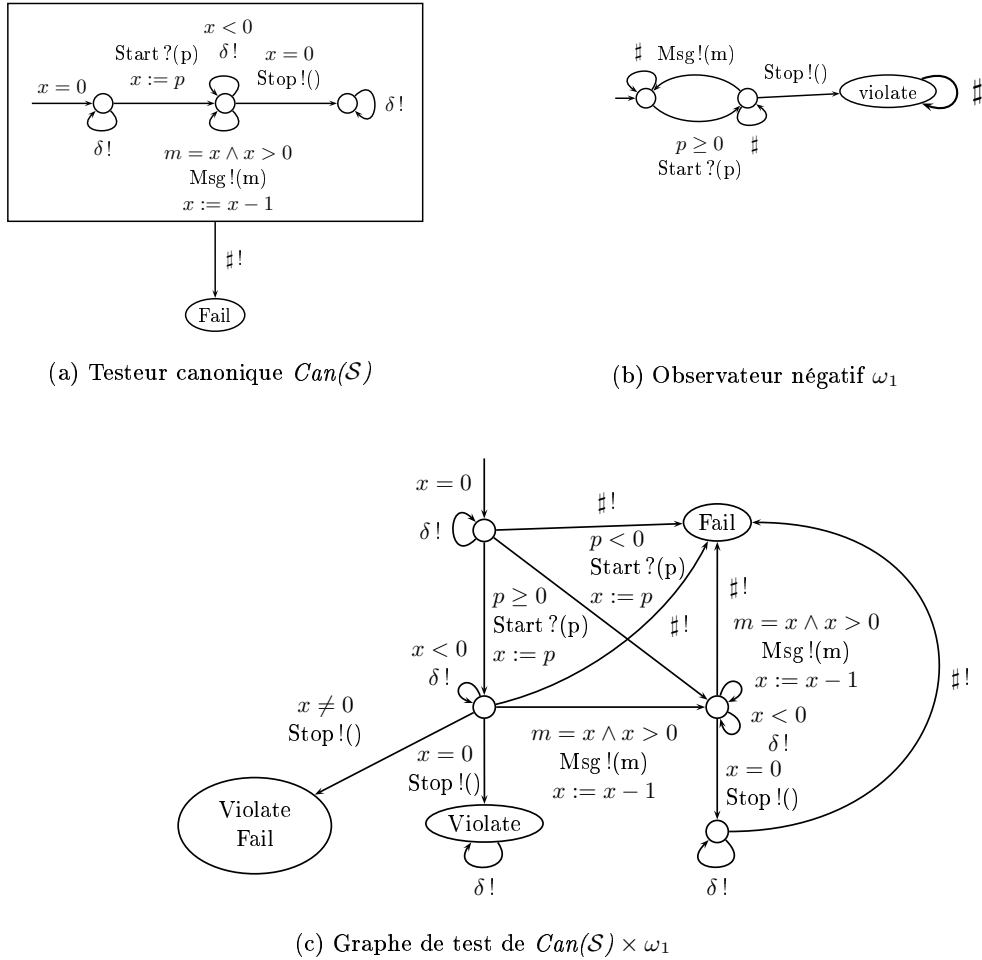 x < 0
Start ?(p)
δ !
x = 0
x = 0
x := p
Stop !()
δ !
δ !
m = x ∧ x > 0
Msg !(m)
x := x − 1
♯ !
Fail
(a) Testeur canonique Can(S)
♯
Msg !(m)
Stop !()
violate
♯
p ≥ 0
♯
Start ?(p)
(b) Observateur négatif ω₁
x = 0
♯ !
δ !
Fail
p < 0
Start ?(p)
x := p
p ≥ 0
Start ?(p)
x := p
♯ !
♯ !
m = x ∧ x > 0
Msg !(m)
x := x − 1
♯ !
x < 0
δ !
x ≠ 0
Stop !()
x = 0
Stop !()
m = x ∧ x > 0
Msg !(m)
x := x − 1
x < 0
δ !
x = 0
Stop !()
Violate
Fail
Violate
δ !
δ !
(c) Graphe de test de Can(S) × ω₁